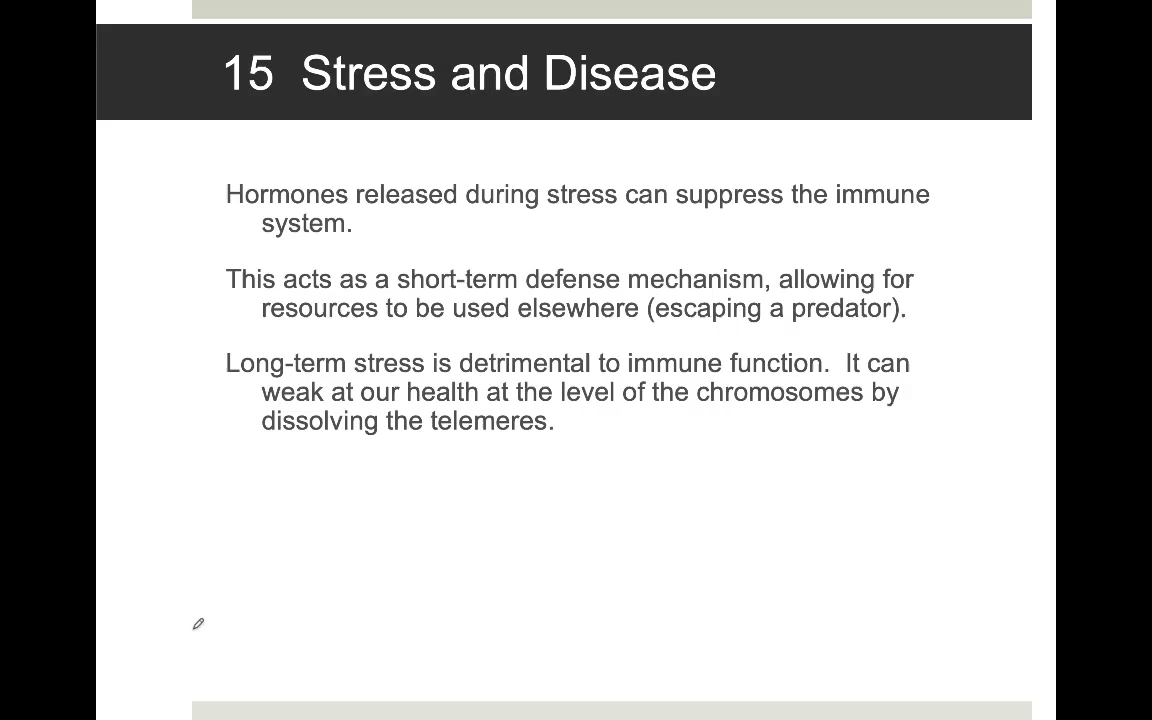 15 Stress and Disease
Hormones released during stress can suppress the immune
system.
This acts as a short-term defense mechanism, allowing for
resources to be used elsewhere (escaping a predator).
Long-term stress is detrimental to immune function. It can
weak at our health at the level of the chromosomes by
dissolving the telemeres.